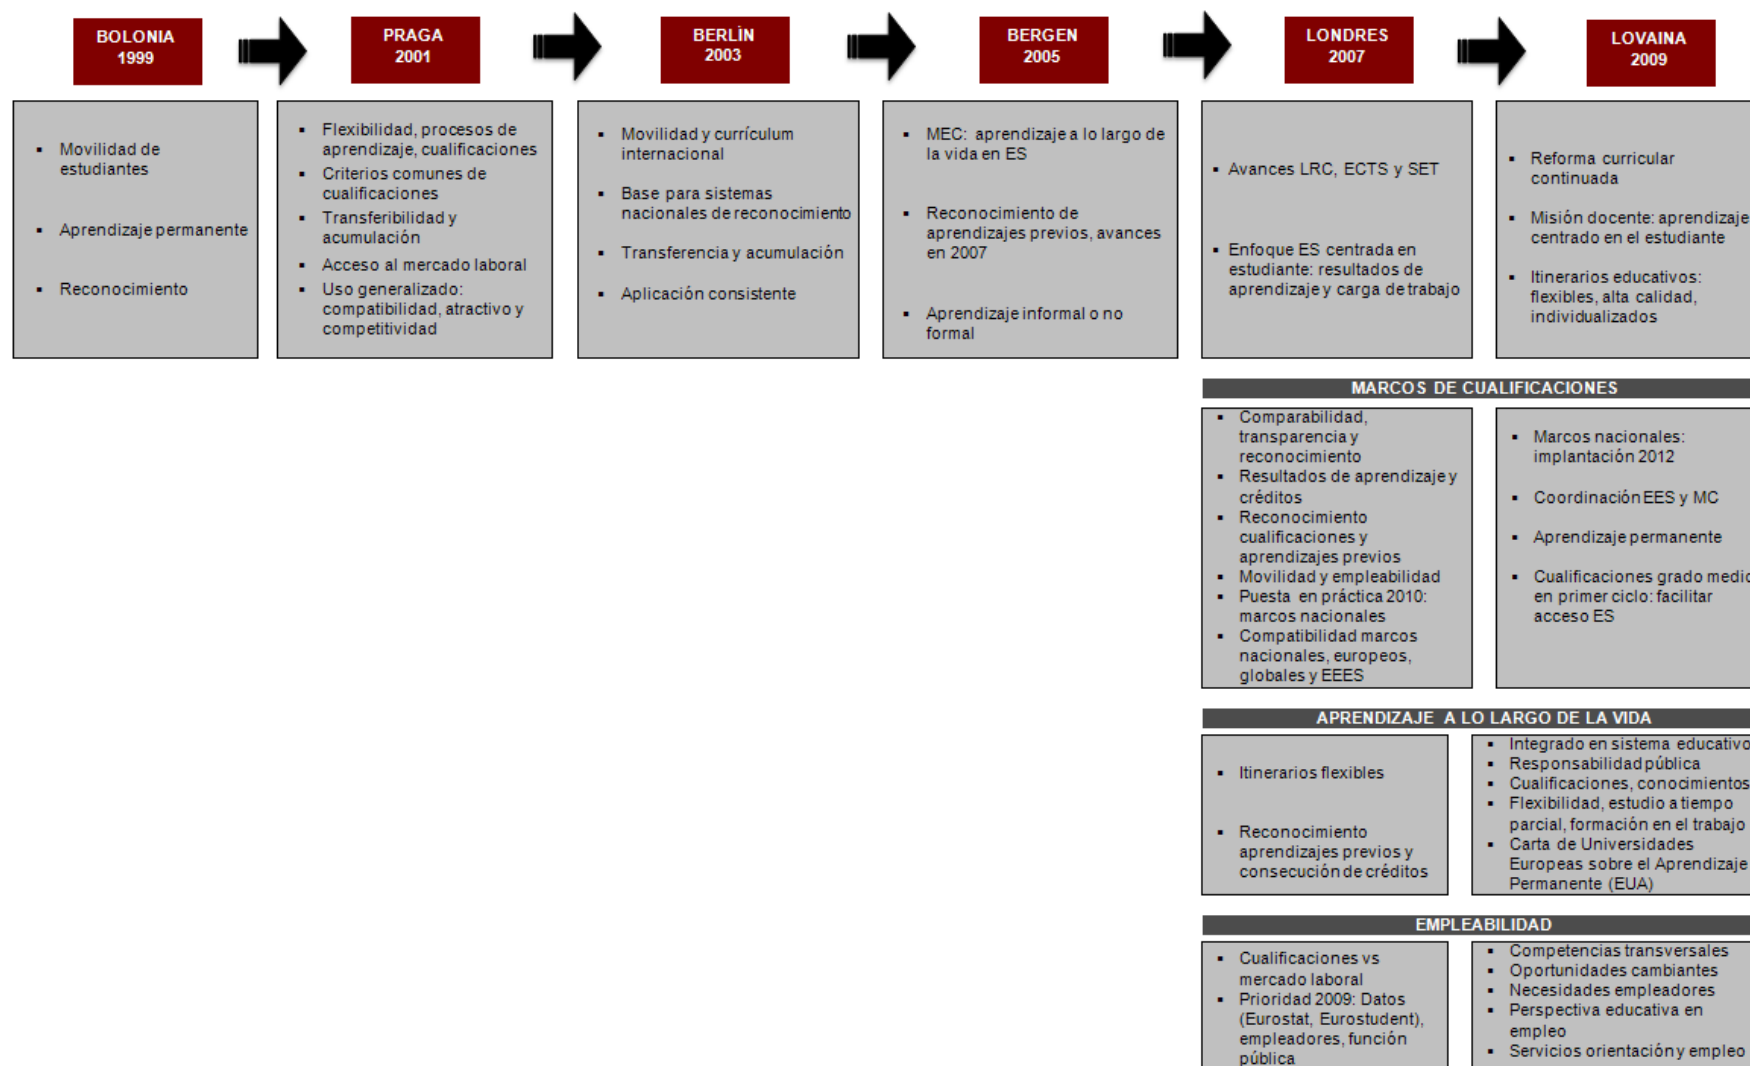 BOLONIA
1999
PRAGA
2001
BERLÌN
2003
BERGEN
2005
LONDRES
2007
LOVAINA
2009
▪ Movilidad de
estudiantes
▪ Aprendizaje permanente
▪ Reconocimiento
▪ Flexibilidad, procesos de
aprendizaje, cualificaciones
▪ Criterios comunes de
cualificaciones
▪ Transferibilidad y
acumulación
▪ Acceso al mercado laboral
▪ Uso generalizado:
compatibilidad, atractivo y
competitividad
▪ Movilidad y currículum
internacional
▪ Base para sistemas
nacionales de reconocimiento
▪ Transferencia y acumulación
▪ Aplicación consistente
▪ MEC: aprendizaje a lo largo de
la vida en ES
▪ Reconocimiento de
aprendizajes previos, avances
en 2007
▪ Aprendizaje informal o no
formal
▪ Avances LRC, ECTS y SET
▪ Enfoque ES centrada en
estudiante: resultados de
aprendizaje y carga de trabajo
▪ Reforma curricular
continuada
▪ Misión docente: aprendizaje
centrado en el estudiante
▪ Itinerarios educativos:
flexibles, alta calidad,
individualizados
MARCOS DE CUALIFICACIONES
▪ Comparabilidad,
transparencia y
reconocimiento
▪ Resultados de aprendizaje y
créditos
▪ Reconocimiento
cualificaciones y
aprendizajes previos
▪ Movilidad y empleabilidad
▪ Puesta en práctica 2010:
marcos nacionales
▪ Compatibilidad marcos
nacionales, europeos,
globales y EEES
▪ Marcos nacionales:
implantación 2012
▪ Coordinación EES y MC
▪ Aprendizaje permanente
▪ Cualificaciones grado medio
en primer ciclo: facilitar
acceso ES
APRENDIZAJE A LO LARGO DE LA VIDA
▪ Itinerarios flexibles
▪ Reconocimiento
aprendizajes previos y
consecución de créditos
▪ Integrado en sistema educativo
▪ Responsabilidad pública
▪ Cualificaciones, conocimientos
▪ Flexibilidad, estudio a tiempo
parcial, formación en el trabajo
▪ Carta de Universidades
Europeas sobre el Aprendizaje
Permanente (EUA)
EMPLEABILIDAD
▪ Cualificaciones vs
mercado laboral
▪ Prioridad 2009: Datos
(Eurostat, Eurostudent),
empleadores, función
pública
▪ Competencias transversales
▪ Oportunidades cambiantes
▪ Necesidades empleadores
▪ Perspectiva educativa en
empleo
▪ Servicios orientación y empleo